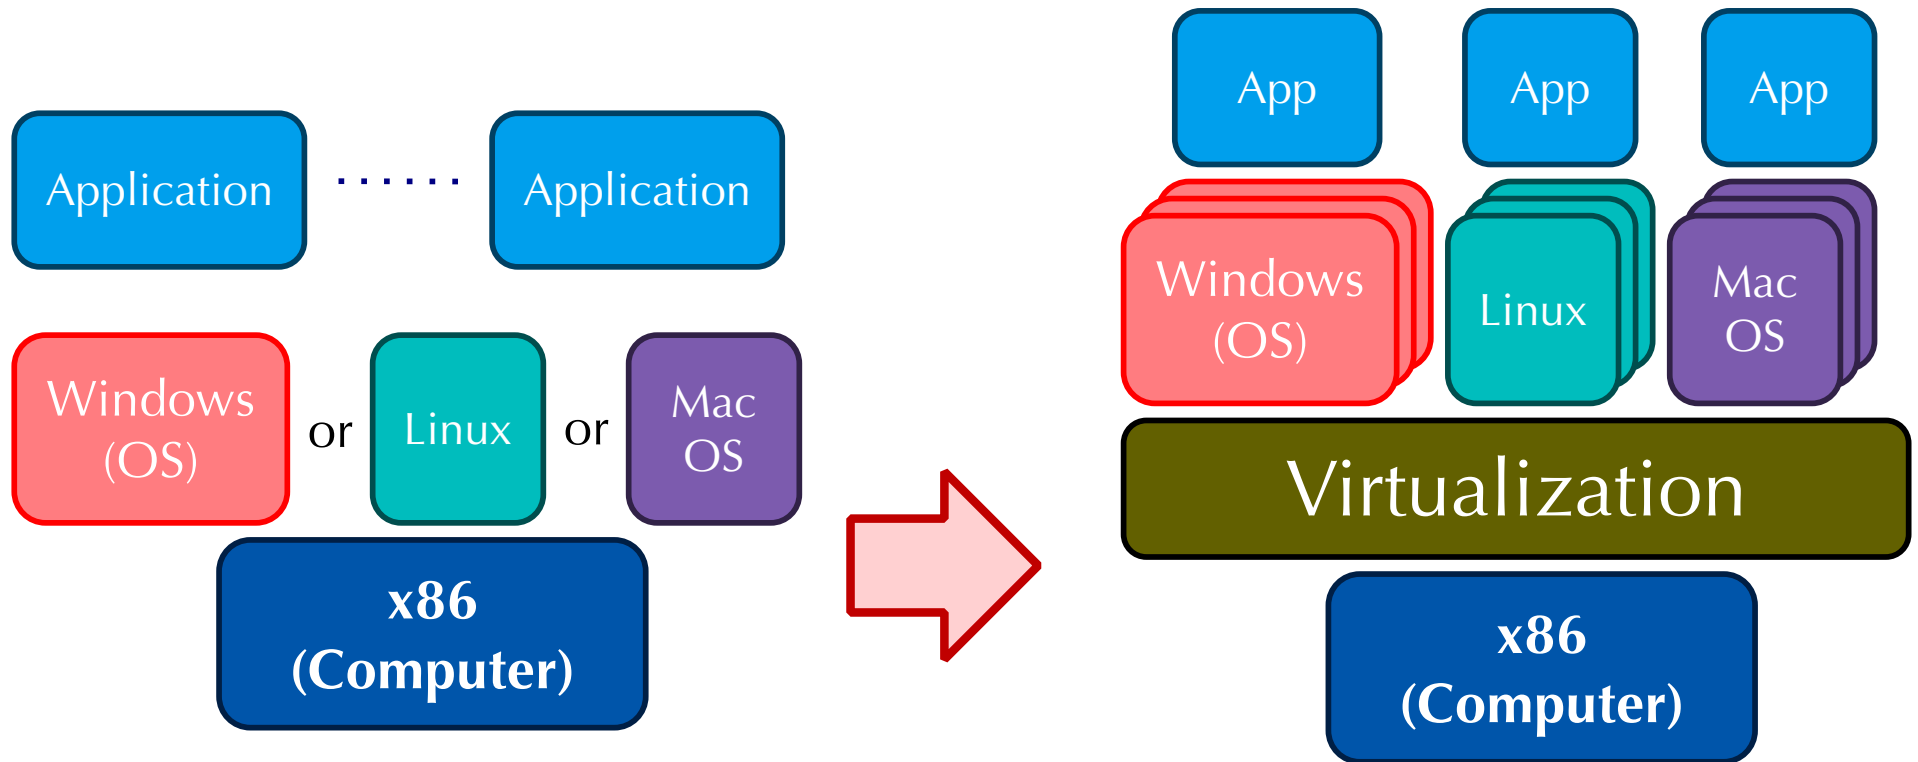 Application
......
Application
Windows
(OS)
or
Linux
or
Mac
OS
x86
(Computer)
App
App
App
Windows
(OS)
Linux
Mac
OS
Virtualization
x86
(Computer)